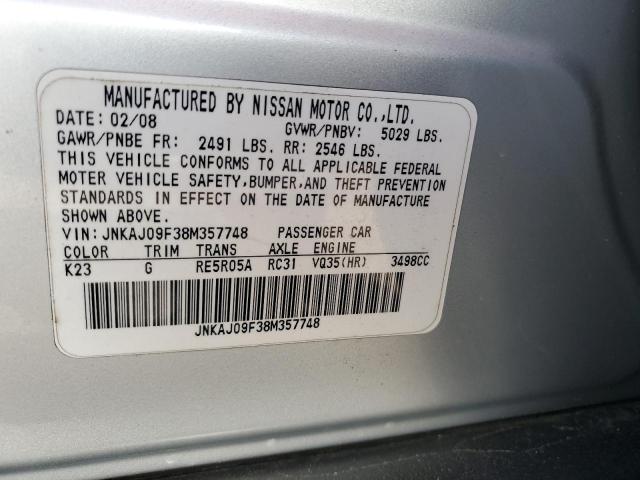 MANUFACTURED BY NISSAN MOTOR CO.,LTD.
DATE: 02/08 GVWR/PNBV: 5029 LBS.
GAWR/PNBE FR: 2491 LBS. RR: 2546 LBS.
THIS VEHICLE CONFORMS TO ALL APPLICABLE FEDERAL
MOTER VEHICLE SAFETY,BUMPER,AND THEFT PREVENTION
STANDARDS IN EFFECT ON THE DATE OF MANUFACTURE
SHOWN ABOVE.
VIN: JNKAJ09F38M357748 PASSENGER CAR
COLOR TRIM TRANS AXLE ENGINE
K23 G RE5R05A RC31 VQ35(HR) 3498CC
JNKAJ09F38M357748